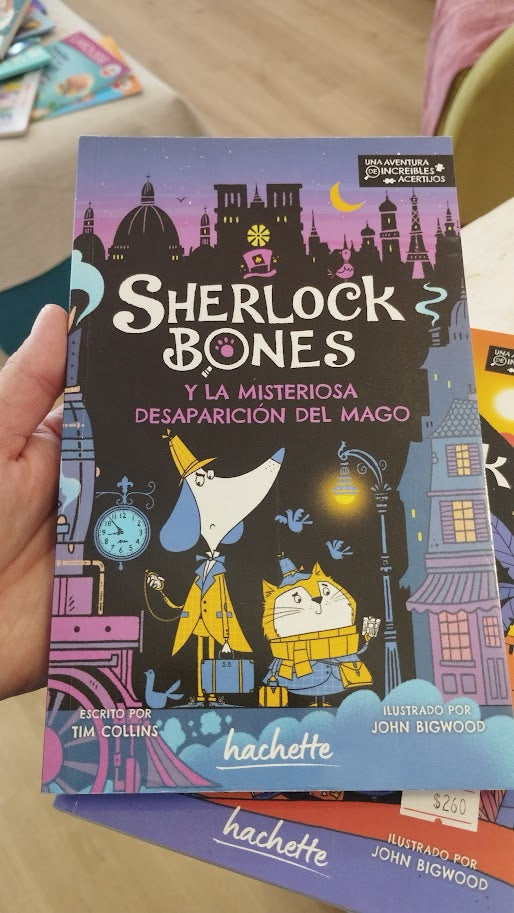 UNA AVENTURA
DE INCREÍBLES
ACERTIJOS
SHERLOCK
BONES
Y LA MISTERIOSA
DESAPARICIÓN DEL MAGO
SB
ESCRITO POR
TIM COLLINS
ILUSTRADO POR
JOHN BIGWOOD
hachette
$260
hachette
ILUSTRADO POR
JOHN BIGWOOD